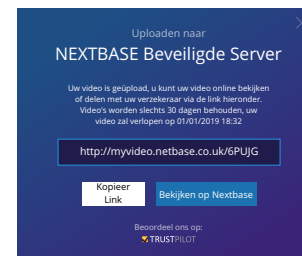 Uploaden naar
NEXTBASE Beveiligde Server
Uw video is geüpload, u kunt uw video online bekijken
of delen met uw verzekeraar via de link hieronder.
Video's worden slechts 30 dagen behouden, uw
video zal verlopen op 01/01/2019 18:32
http://myvideo.netbase.co.uk/6PUJG
Kopieer
Link
Bekijken op Nextbase
Beoordeel ons op:
TRUSTPILOT